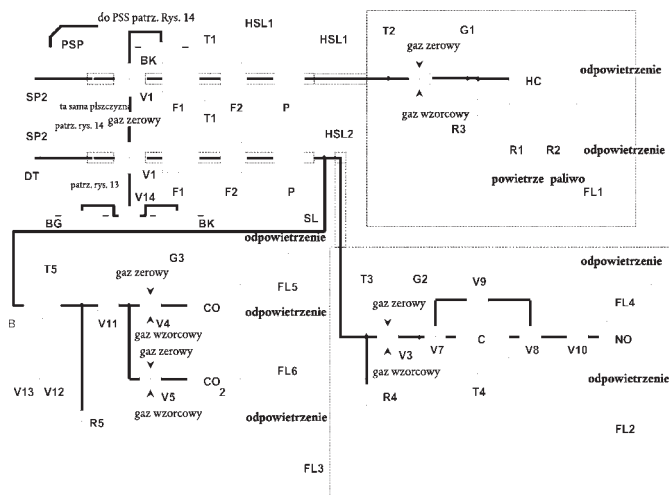 do PSS patrz. Rys. 14
PSP
BK
T1
HSL1
HSL1
T2
G1
gaz zerowy
odpowietrzenie
SP2
V1
F1
F2
P
HC
ta sama płszczyzna
gaz wzorcowy
patrz. rys. 14
gaz zerowy
T1
R3
SP2
HSL2
R1
R2
odpowietrzenie
DT
V1
powietrze paliwo
patrz. rys. 13
V14
F1
F2
P
FL1
BG
BK
SL
odpowietrzenie
T5
G3
gaz zerowy
FL5
T3
G2
V9
odpowietrzenie
gaz zerowy
FL4
B
V11
V4
CO
odpowietrzenie
gaz wzorcowy
gaz zerowy
V3
V7
C
V8
V10
NO
gaz wzorcowy
FL6
odpowietrzenie
V13
V12
V5
CO2
R4
T4
gaz wzorcowy
R5
odpowietrzenie
FL2
FL3